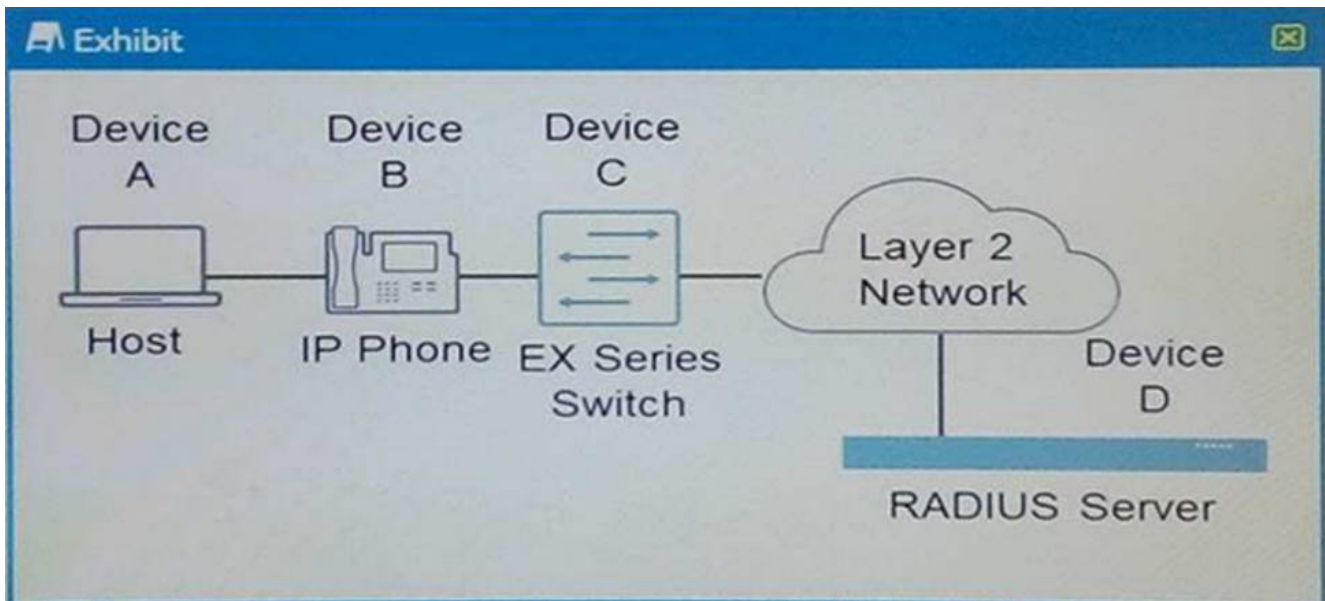 Exhibit
Device
A
Device
B
Device
C
Host
IP Phone
EX Series
Switch
Layer 2
Network
Device
D
RADIUS Server